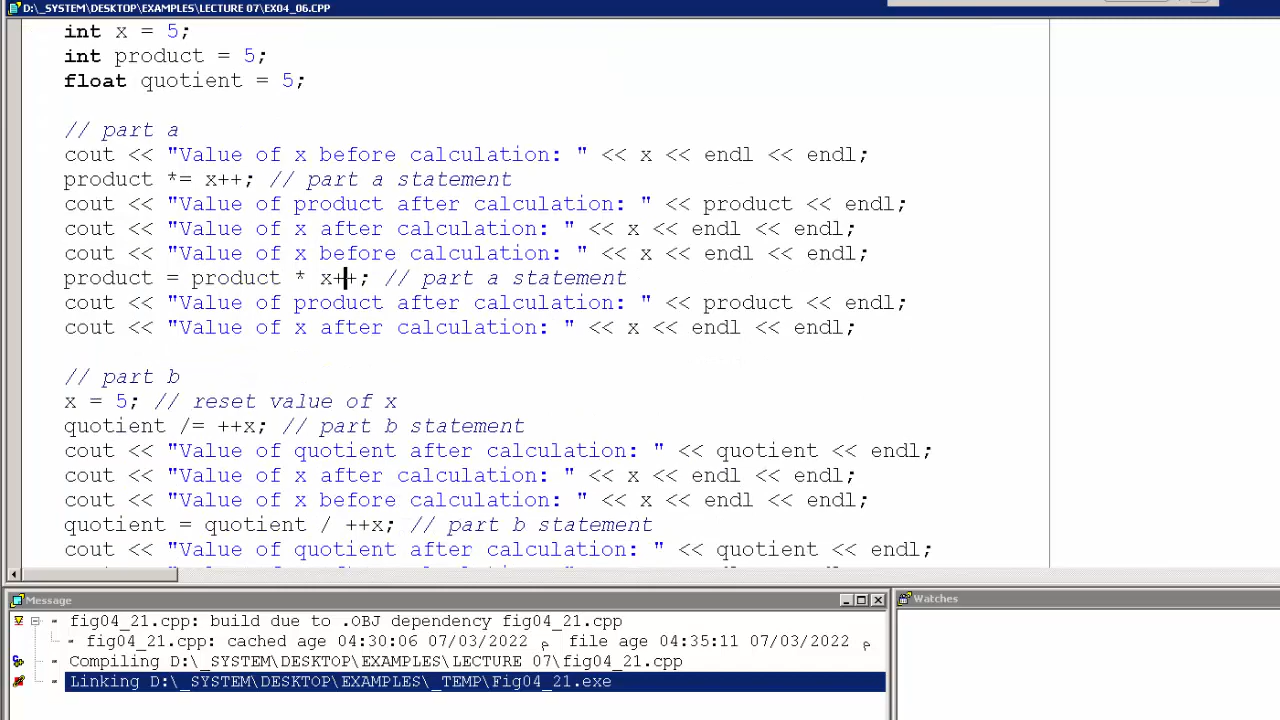 D:\_SYSTEM\DESKTOP\EXAMPLES\LECTURE 07\EX04_06.CPP
int x = 5;
int product = 5;
float quotient = 5;
// part a
cout << "Value of x before calculation: " << x << endl << endl;
product *= x++; // part a statement
cout << "Value of product after calculation: " << product << endl;
cout << "Value of x after calculation: " << x << endl << endl;
cout << "Value of x before calculation: " << x << endl << endl;
product = product * x++; // part a statement
cout << "Value of product after calculation: " << product << endl;
cout << "Value of x after calculation: " << x << endl << endl;
// part b
x = 5; // reset value of x
quotient /= ++x; // part b statement
cout << "Value of quotient after calculation: " << quotient << endl;
cout << "Value of x after calculation: " << x << endl << endl;
cout << "Value of x before calculation: " << x << endl << endl;
quotient = quotient / ++x; // part b statement
cout << "Value of quotient after calculation: " << quotient << endl;
Message
Watches
fig04_21.cpp: build due to .OBJ dependency fig04_21.cpp
fig04_21.cpp: cached age 04:30:06 07/03/2022 م file age 04:35:11 07/03/2022 م
Compiling D:\_SYSTEM\DESKTOP\EXAMPLES\LECTURE 07\fig04_21.cpp
Linking D:\_SYSTEM\DESKTOP\EXAMPLES\_TEMP\Fig04_21.exe